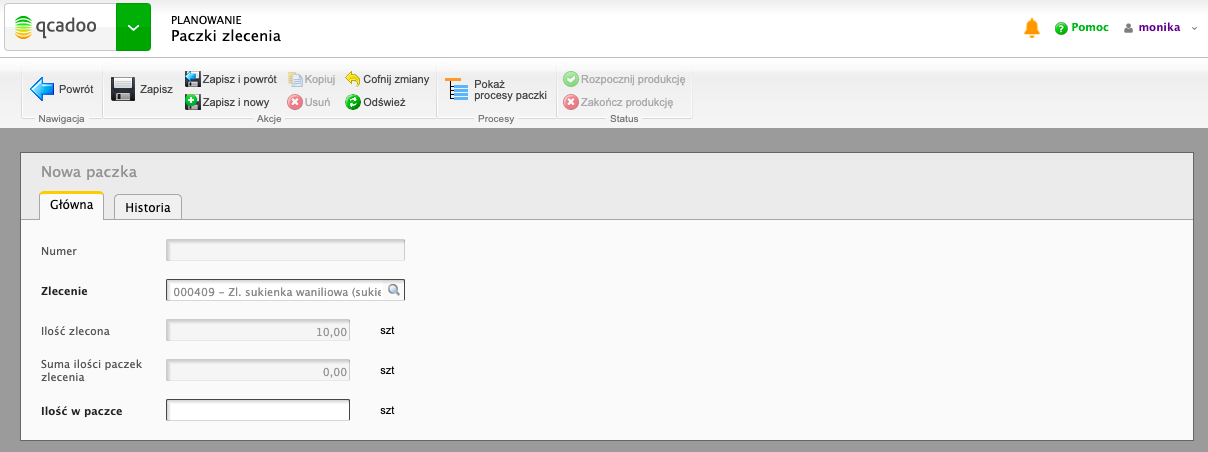 qcadoo
PLANOWANIE
Paczki zlecenia
Pomoc
monika
Powrót
Nawigacja
Zapisz
Zapisz i powrót
Kopiuj
Cofnij zmiany
Zapisz i nowy
Usuń
Odśwież
Akcje
Pokaż
procesy paczki
Procesy
Rozpocznij produkcję
Zakończ produkcję
Status
Nowa paczka
Główna
Historia
Numer
Zlecenie
000409 – Zl. sukienka waniliowa (sukie
Ilość zlecona
10,00
szt
Suma ilości paczek
zlecenia
0,00
szt
Ilość w paczce
szt